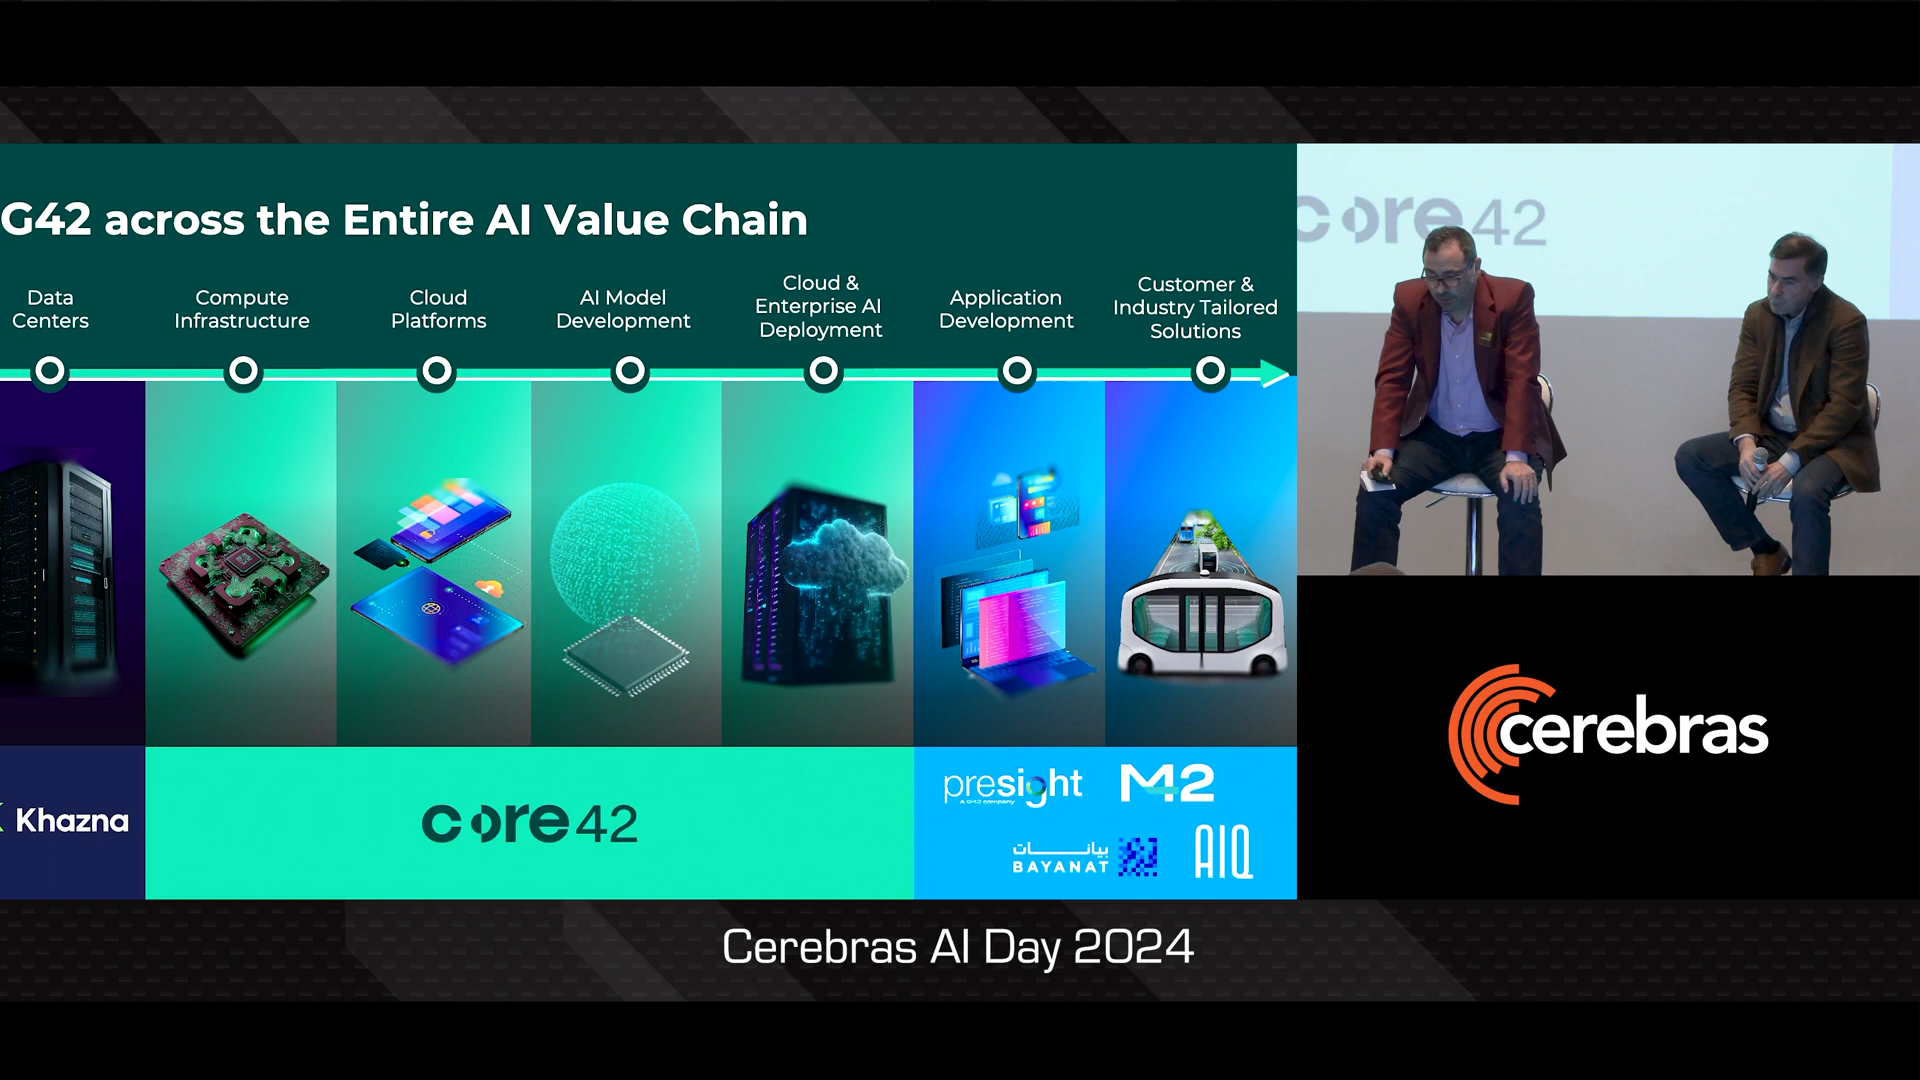 G42 across the Entire AI Value Chain
Data
Centers
Compute
Infrastructure
Cloud
Platforms
AI Model
Development
Cloud &
Enterprise AI
Deployment
Application
Development
Customer &
Industry Tailored
Solutions
Khazna
core42
presight
A G42 company
M42
بيانات
BAYANAT
AIQ
core42
cerebras
Cerebras AI Day 2024